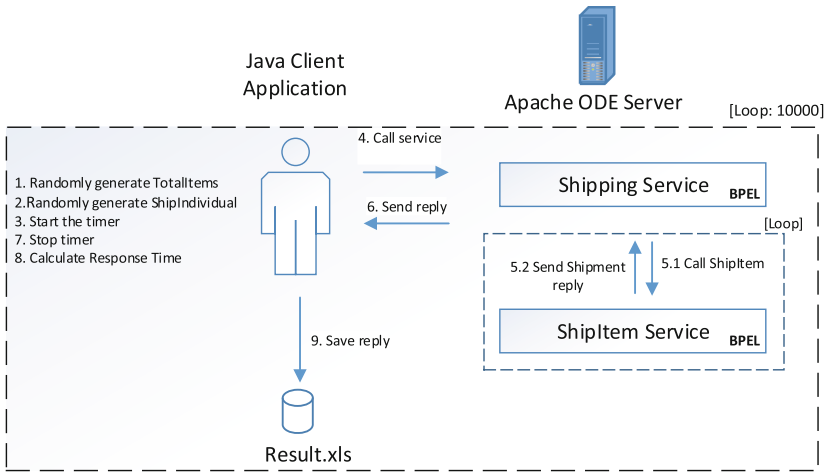 Java Client
Application
Apache ODE Server
[Loop: 10000]
4. Call service
1. Randomly generate TotalItems
2.Randomly generate ShipIndividual
3. Start the timer
7. Stop timer
8. Calculate Response Time
Shipping Service
BPEL
6. Send reply
[Loop]
5.2 Send Shipment
reply
5.1 Call ShipItem
ShipItem Service
BPEL
9. Save reply
Result.xls